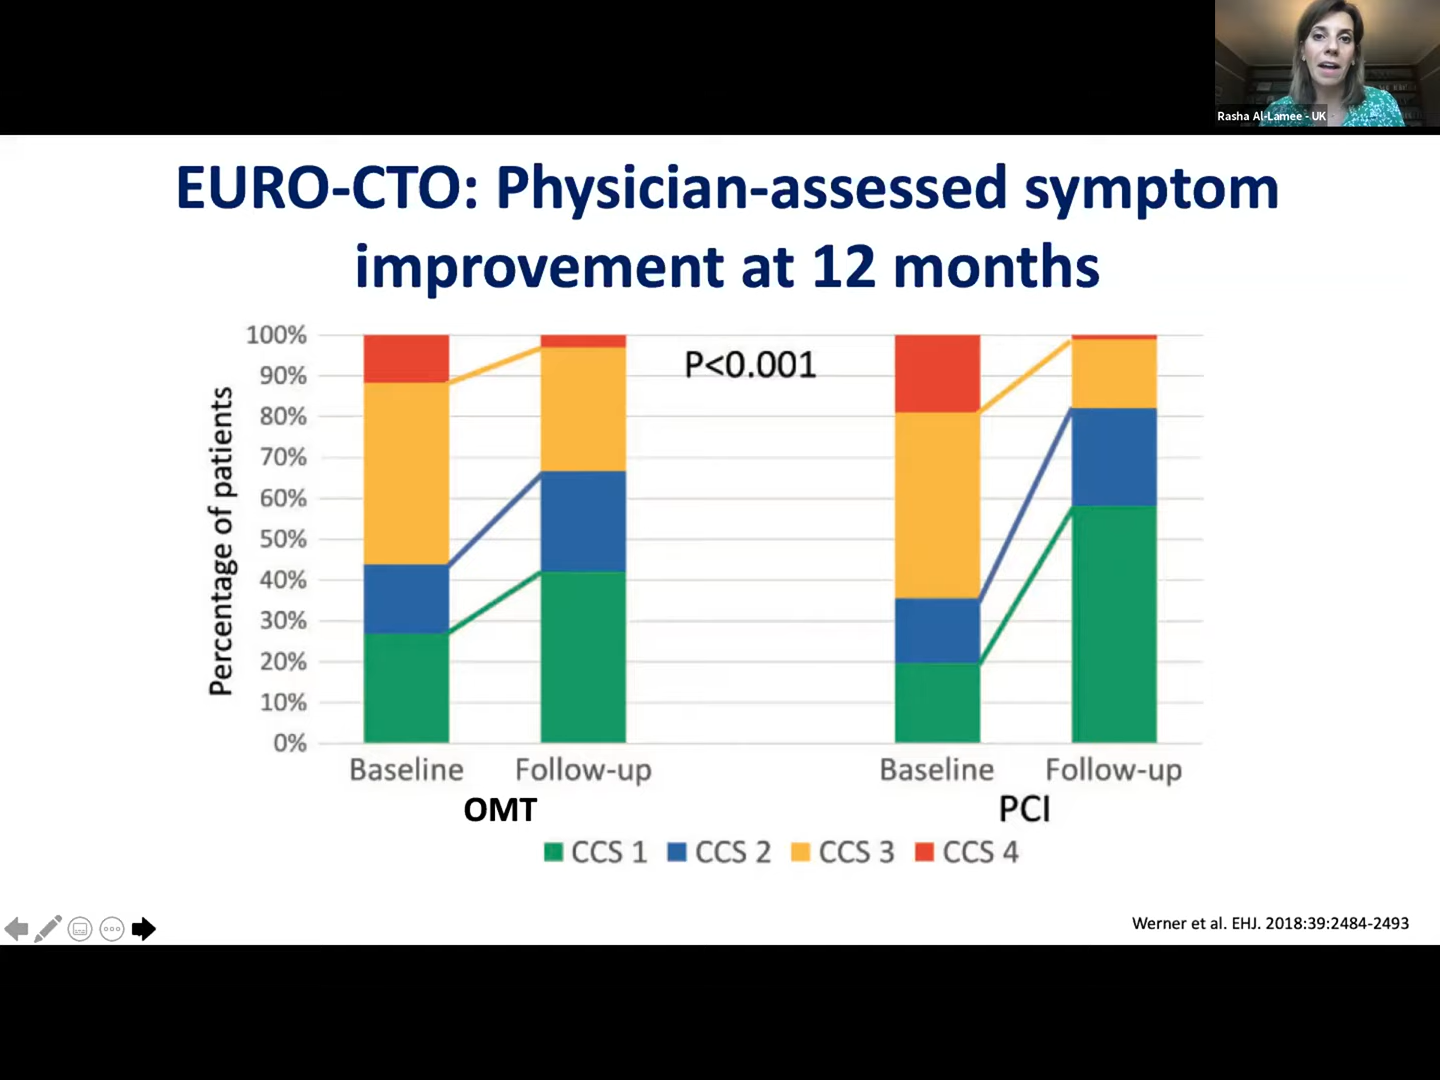 Rasha Al-Lamee - UK
EURO-CTO: Physician-assessed symptom
improvement at 12 months
Percentage of patients
100%
90%
80%
70%
60%
50%
40%
30%
20%
10%
0%
P<0.001
Baseline Follow-up Baseline Follow-up
OMT PCI
CCS 1 CCS 2 CCS 3 CCS 4
Werner et al. EHJ. 2018:39:2484-2493